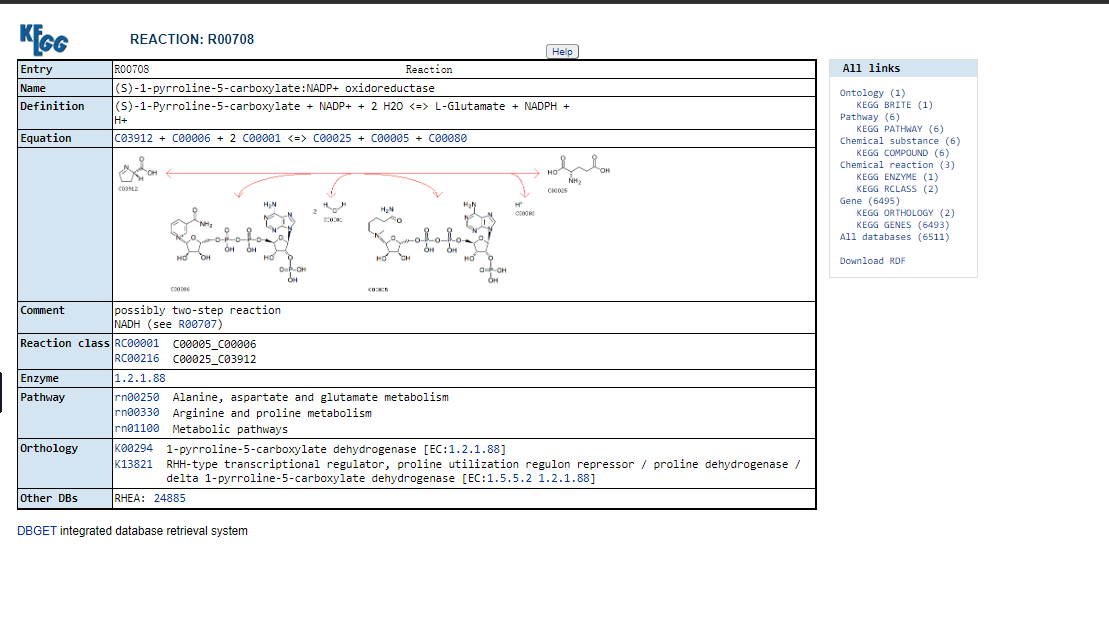 KEGG
REACTION: R00708
Help
Entry R00708 Reaction
Name (S)-1-pyrroline-5-carboxylate:NADP+ oxidoreductase
Definition (S)-1-Pyrroline-5-carboxylate + NADP+ + 2 H2O <=> L-Glutamate + NADPH +
H+
Equation C03912 + C00006 + 2 C00001 <=> C00025 + C00005 + C00080
OH
C03912
HO OH
NH2
C00025
2
H H
O
H+
C00080
O
NH2
H2N
HO OH
OH OH
HO
O=P-OH
OH
C00006
H2N
O
H2N
HO OH
OH OH
HO
O=P-OH
OH
Comment possibly two-step reaction
NADH (see R00707)
Reaction class RC00001 C00005_C00006
RC00216 C00025_C03912
Enzyme 1.2.1.88
Pathway rn00250 Alanine, aspartate and glutamate metabolism
rn00330 Arginine and proline metabolism
rn01100 Metabolic pathways
Orthology K00294 1-pyrroline-5-carboxylate dehydrogenase [EC:1.2.1.88]
K13821 RHH-type transcriptional regulator, proline utilization regulon repressor / proline dehydrogenase /
delta 1-pyrroline-5-carboxylate dehydrogenase [EC:1.5.5.2 1.2.1.88]
Other DBs RHEA: 24885
DBGET integrated database retrieval system
All links
Ontology (1)
KEGG BRITE (1)
Pathway (6)
KEGG PATHWAY (6)
Chemical substance (6)
KEGG COMPOUND (6)
Chemical reaction (3)
KEGG ENZYME (1)
KEGG RCLASS (2)
Gene (6495)
KEGG ORTHOLOGY (2)
KEGG GENES (6493)
All databases (6511)
Download RDF